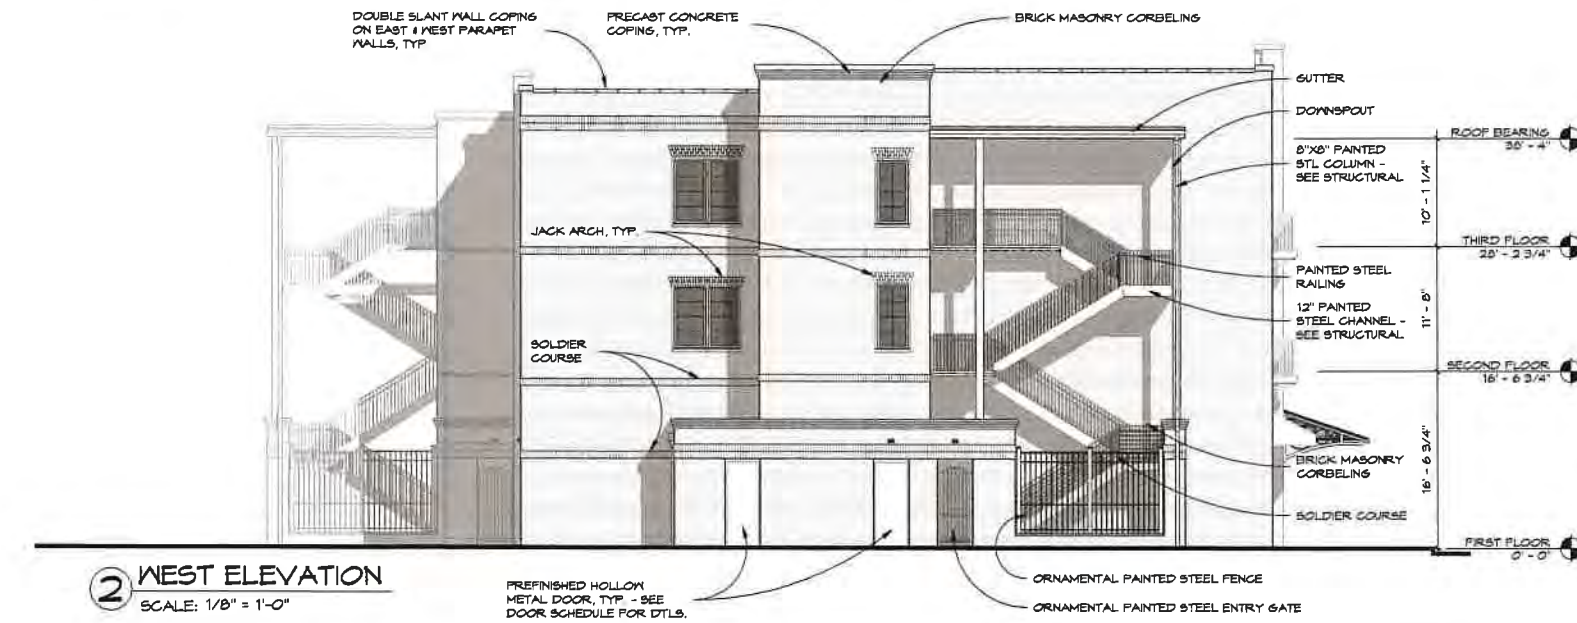 DOUBLE SLANT WALL COPING
ON EAST & WEST PARAPET
WALLS, TYP
PRECAST CONCRETE
COPING, TYP.
BRICK MASONRY CORBELING
GUTTER
DOWNSPOUT
8"X8" PAINTED
STL COLUMN -
SEE STRUCTURAL
ROOF BEARING
38' - 4"
10' - 1 1/4"
JACK ARCH, TYP.
THIRD FLOOR
28' - 2 3/4"
PAINTED STEEL
RAILING
12" PAINTED
STEEL CHANNEL -
SEE STRUCTURAL
11' - 8"
SOLDIER
COURSE
SECOND FLOOR
16' - 6 3/4"
BRICK MASONRY
CORBELING
16' - 6 3/4"
SOLDIER COURSE
FIRST FLOOR
0' - 0"
2 WEST ELEVATION
SCALE: 1/8" = 1'-0"
PREFINISHED HOLLOW
METAL DOOR, TYP. - SEE
DOOR SCHEDULE FOR DTLS.
ORNAMENTAL PAINTED STEEL FENCE
ORNAMENTAL PAINTED STEEL ENTRY GATE